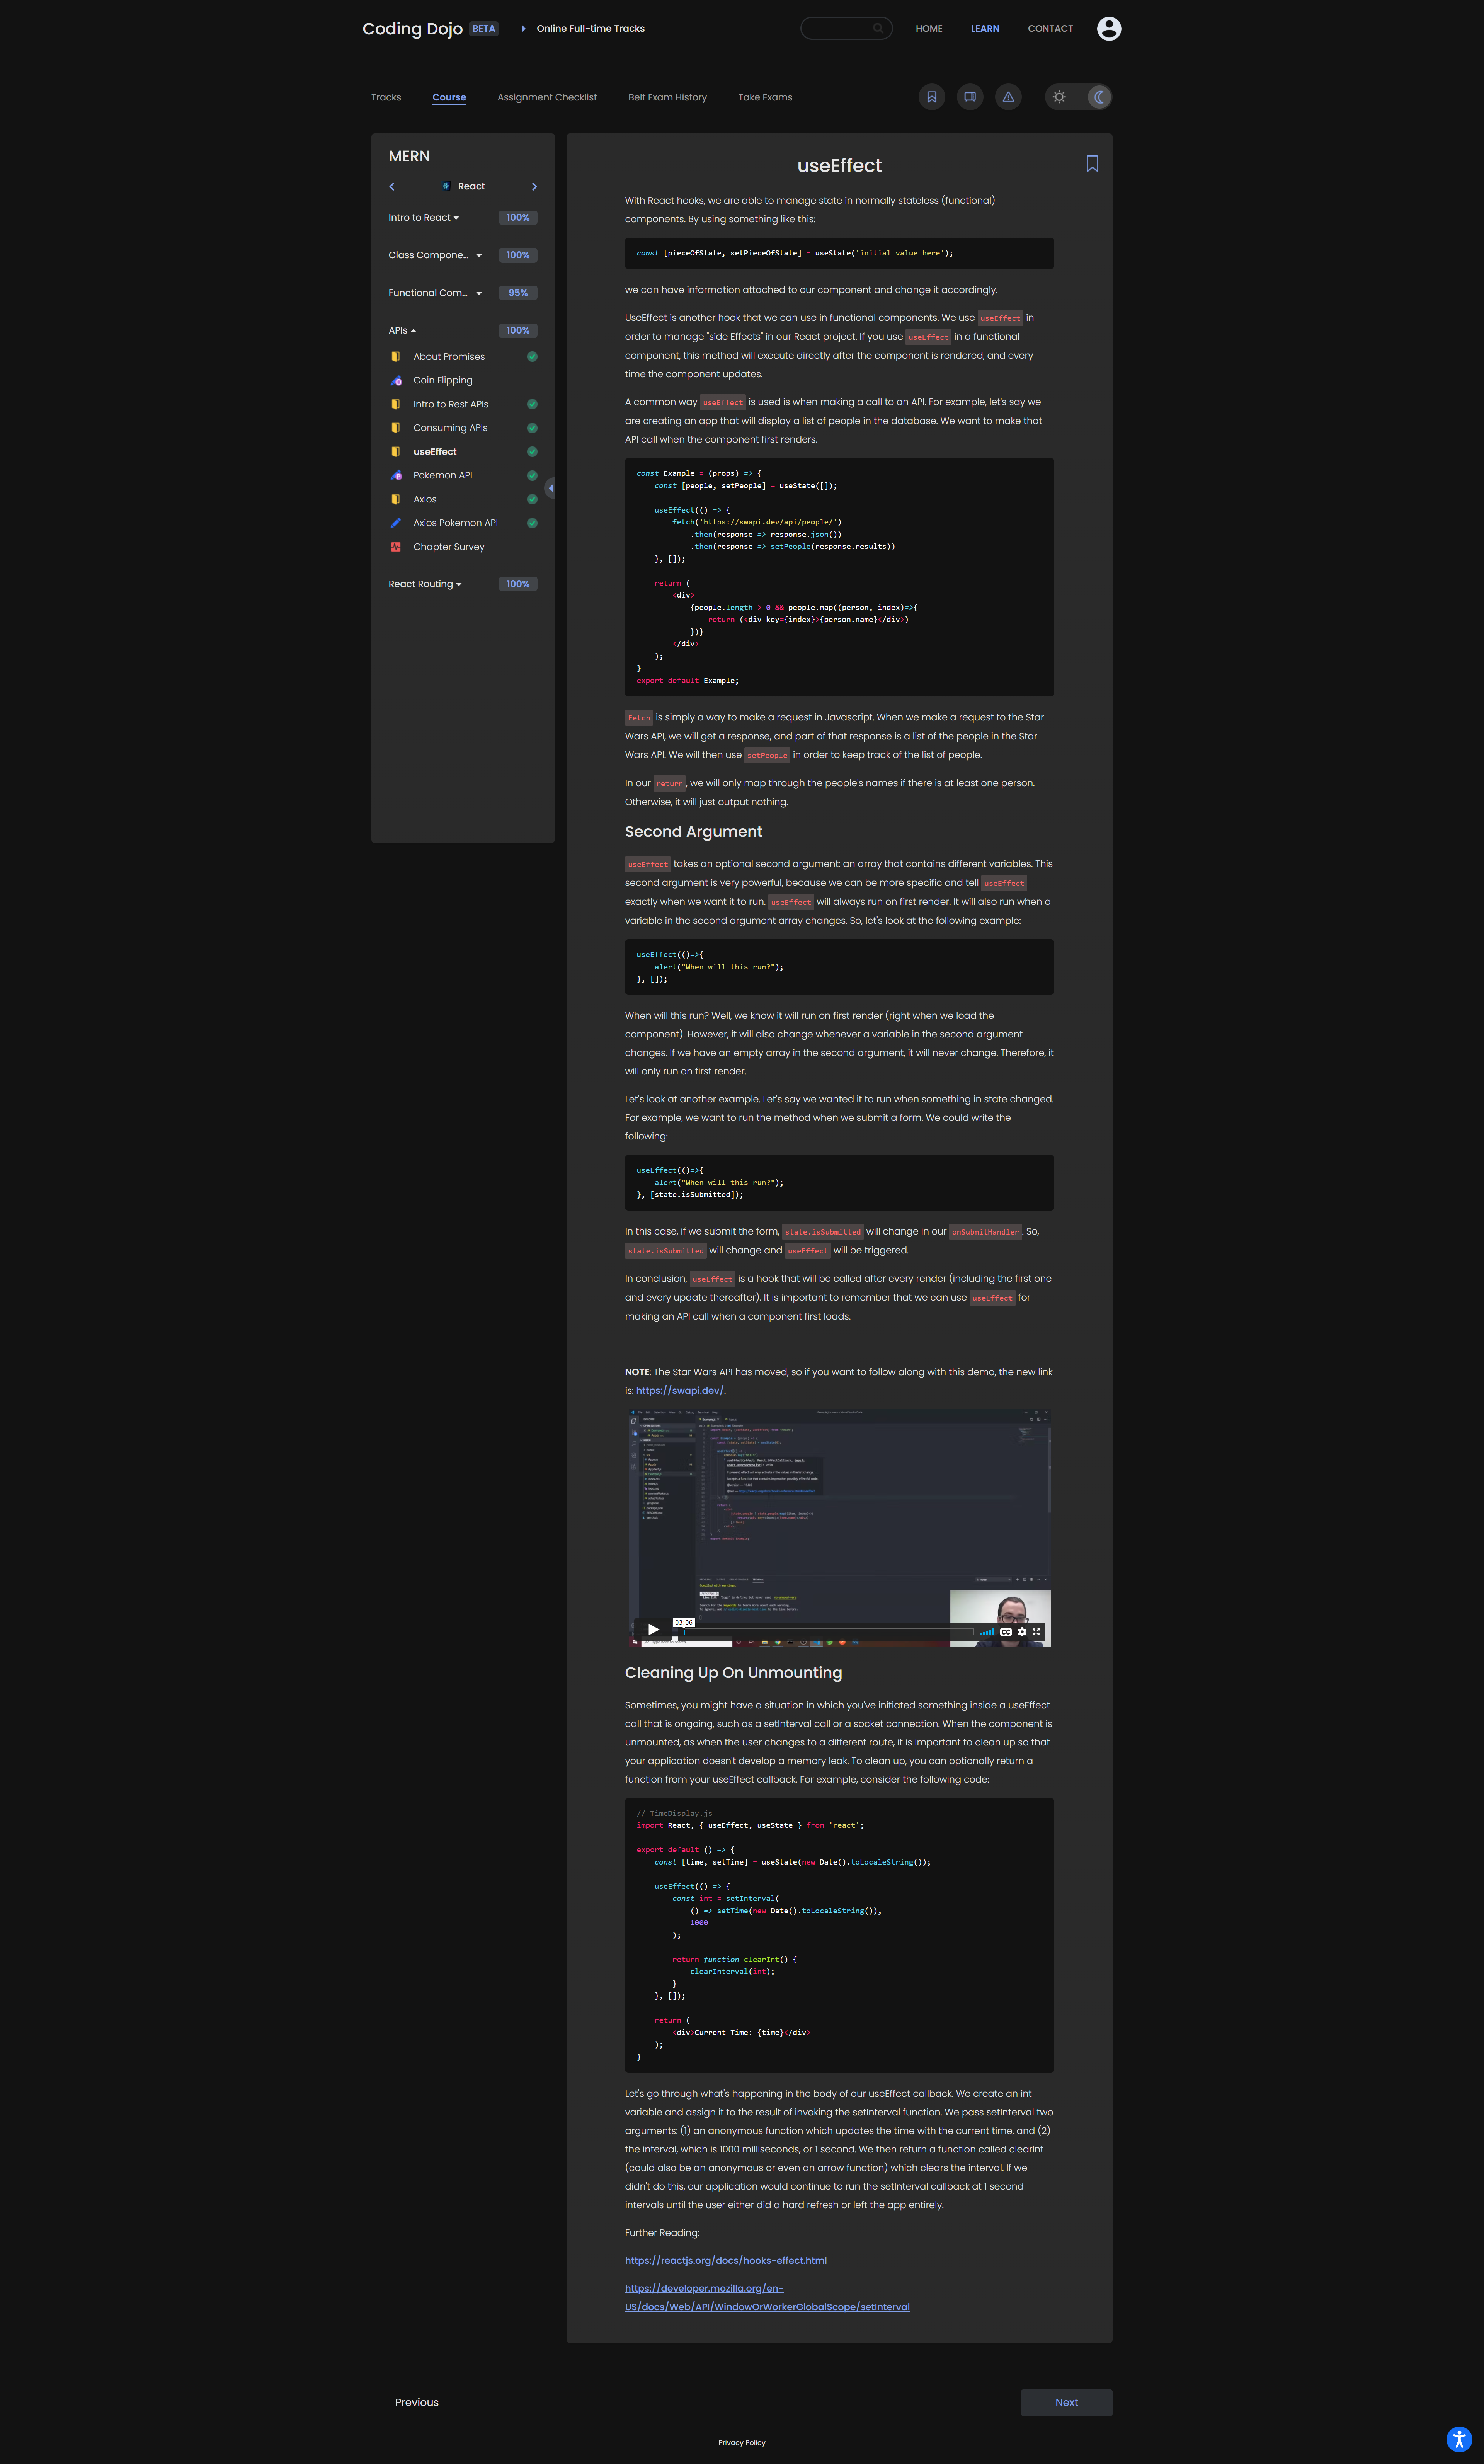 Coding Dojo BETA Online Full-time Tracks HOME LEARN CONTACT
Tracks Course Assignment Checklist Belt Exam History Take Exams
MERN
React
Intro to React 100%
Class Compone... 100%
Functional Com... 95%
APIs 100%
About Promises
Coin Flipping
Intro to Rest APIs
Consuming APIs
useEffect
Pokemon API
Axios
Axios Pokemon API
Chapter Survey
React Routing 100%
useEffect
With React hooks, we are able to manage state in normally stateless (functional)
components. By using something like this:
const [pieceOfState, setPieceOfState] = useState('initial value here');
we can have information attached to our component and change it accordingly.
UseEffect is another hook that we can use in functional components. We use useEffect in
order to manage "side Effects" in our React project. If you use useEffect in a functional
component, this method will execute directly after the component is rendered, and every
time the component updates.
A common way useEffect is used is when making a call to an API. For example, let's say we
are creating an app that will display a list of people in the database. We want to make that
API call when the component first renders.
const Example = (props) => {
    const [people, setPeople] = useState([]);
    useEffect(() => {
        fetch('https://swapi.dev/api/people/')
            .then(response => response.json())
            .then(response => setPeople(response.results))
    }, []);
    return (
        <div>
            {people.length > 0 && people.map((person, index)=>{
                return (<div key={index}>{person.name}</div>)
            })}
        </div>
    );
}
export default Example;
Fetch is simply a way to make a request in Javascript. When we make a request to the Star
Wars API, we will get a response, and part of that response is a list of the people in the Star
Wars API. We will then use setPeople in order to keep track of the list of people.
In our return, we will only map through the people's names if there is at least one person.
Otherwise, it will just output nothing.
Second Argument
useEffect takes an optional second argument: an array that contains different variables. This
second argument is very powerful, because we can be more specific and tell useEffect
exactly when we want it to run. useEffect will always run on first render. It will also run when a
variable in the second argument array changes. So, let's look at the following example:
useEffect(()=>{
    alert("When will this run?");
}, []);
When will this run? Well, we know it will run on first render (right when we load the
component). However, it will also change whenever a variable in the second argument
changes. If we have an empty array in the second argument, it will never change. Therefore, it
will only run on first render.
Let's look at another example. Let's say we wanted it to run when something in state changed.
For example, we want to run the method when we submit a form. We could write the
following:
useEffect(()=>{
    alert("When will this run?");
}, [state.isSubmitted]);
In this case, if we submit the form, state.isSubmitted will change in our onSubmitHandler. So,
state.isSubmitted will change and useEffect will be triggered.
In conclusion, useEffect is a hook that will be called after every render (including the first one
and every update thereafter). It is important to remember that we can use useEffect for
making an API call when a component first loads.
NOTE: The Star Wars API has moved, so if you want to follow along with this demo, the new link
is: https://swapi.dev/.
03:06
CC
Cleaning Up On Unmounting
Sometimes, you might have a situation in which you've initiated something inside a useEffect
call that is ongoing, such as a setInterval call or a socket connection. When the component is
unmounted, as when the user changes to a different route, it is important to clean up so that
your application doesn't develop a memory leak. To clean up, you can optionally return a
function from your useEffect callback. For example, consider the following code:
// TimeDisplay.js
import React, { useEffect, useState } from 'react';
export default () => {
    const [time, setTime] = useState(new Date().toLocaleString());
    useEffect(() => {
        const int = setInterval(
            () => setTime(new Date().toLocaleString()),
            1000
        );
        return function clearInt() {
            clearInterval(int);
        }
    }, []);
    return (
        <div>Current Time: {time}</div>
    );
}
Let's go through what's happening in the body of our useEffect callback. We create an int
variable and assign it to the result of invoking the setInterval function. We pass setInterval two
arguments: (1) an anonymous function which updates the time with the current time, and (2)
the interval, which is 1000 milliseconds, or 1 second. We then return a function called clearInt
(could also be an anonymous or even an arrow function) which clears the interval. If we
didn't do this, our application would continue to run the setInterval callback at 1 second
intervals until the user either did a hard refresh or left the app entirely.
Further Reading:
https://reactjs.org/docs/hooks-effect.html
https://developer.mozilla.org/en-
US/docs/Web/API/WindowOrWorkerGlobalScope/setInterval
Previous Next
Privacy Policy